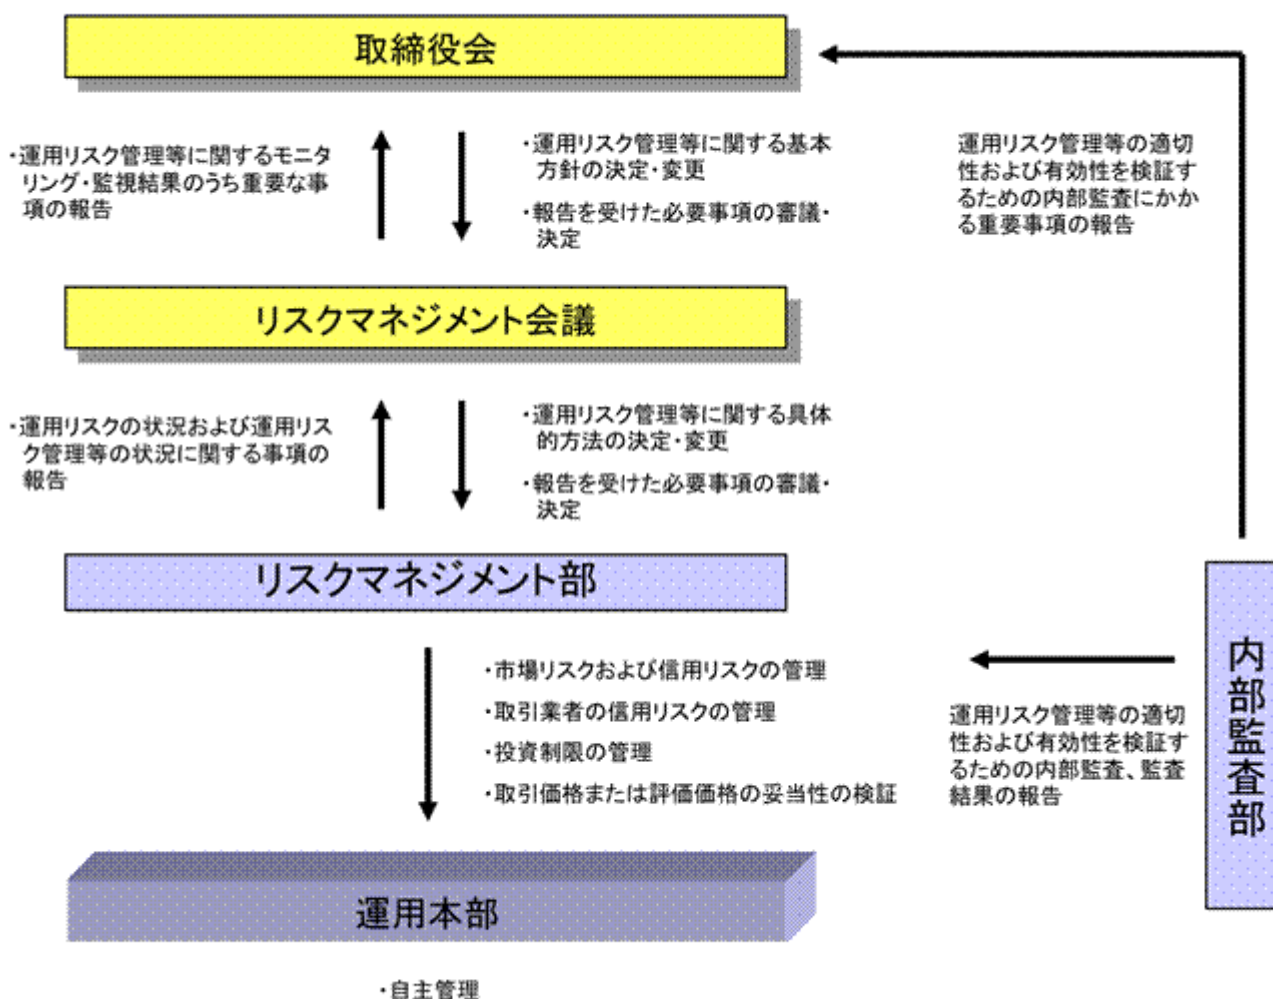 取締役会
・運用リスク管理等に関するモニタ
リング・監視結果のうち重要な事
項の報告
・運用リスク管理等に関する基本
方針の決定・変更
・報告を受けた必要事項の審議・
決定
運用リスク管理等の適切
性および有効性を検証す
るための内部監査にかか
る重要事項の報告
リスクマネジメント会議
・運用リスクの状況および運用リス
ク管理等の状況に関する事項の
報告
・運用リスク管理等に関する具体
的方法の決定・変更
・報告を受けた必要事項の審議・
決定
リスクマネジメント部
・市場リスクおよび信用リスクの管理
・取引業者の信用リスクの管理
・投資制限の管理
・取引価格または評価価格の妥当性の検証
運用リスク管理等の適切
性および有効性を検証す
るための内部監査、監査
結果の報告
内部監査部
運用本部
・自主管理